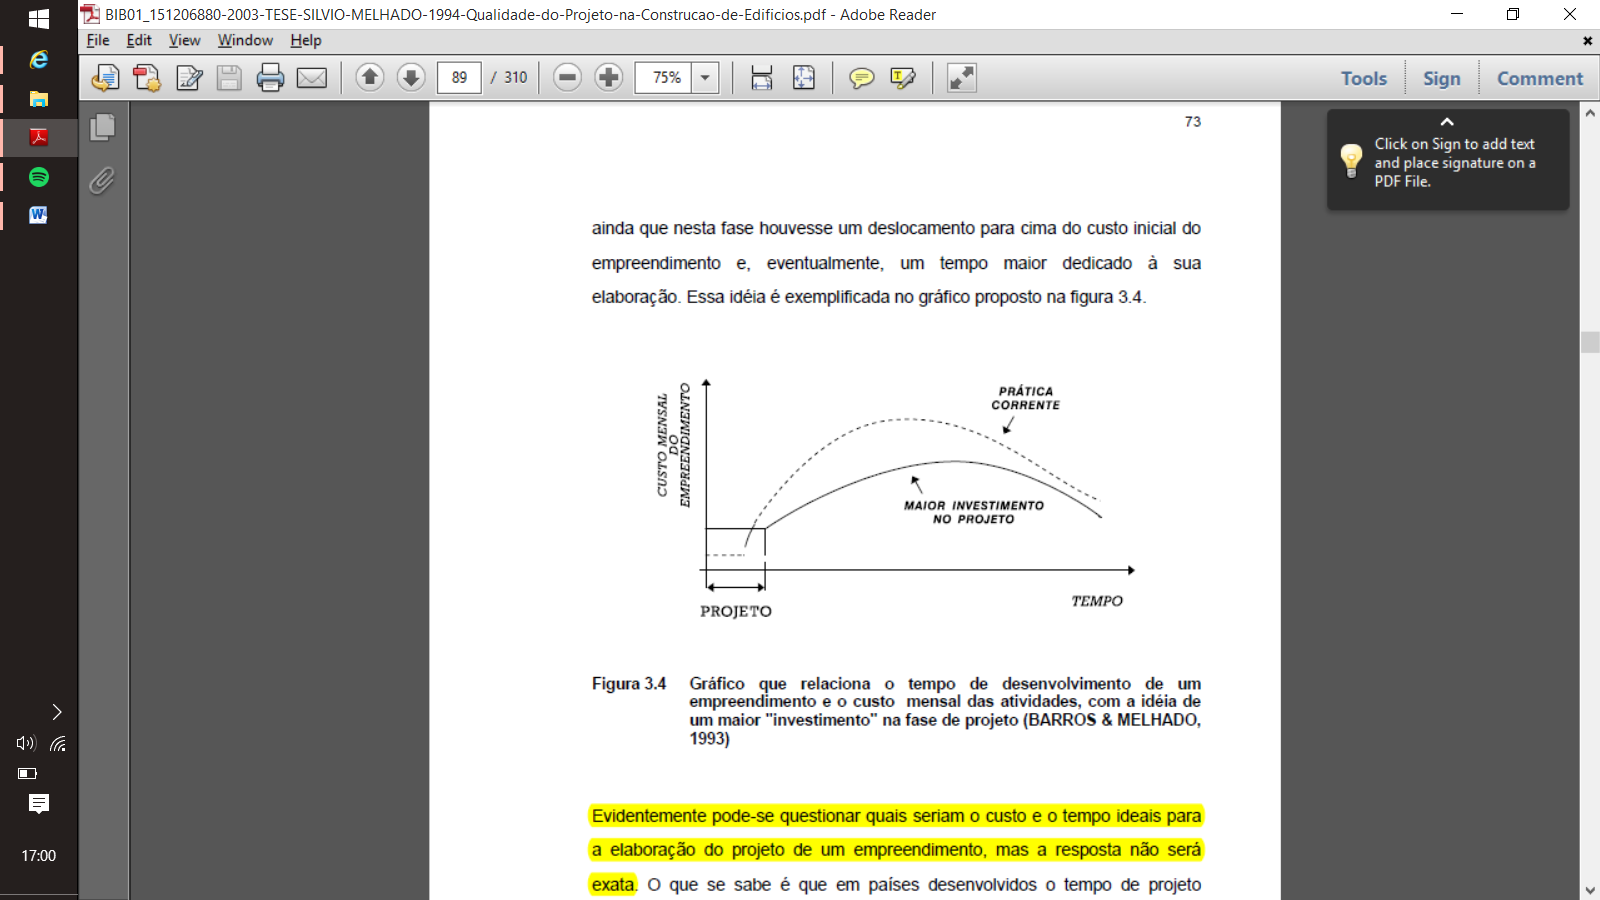 BIB01_151206880-2003-TESE-SILVIO-MELHADO-1994-Qualidade-do-Projeto-na-Construcao-de-Edificios.pdf - Adobe Reader
File Edit View Window Help
89 / 310 75% Tools Sign Comment
Click on Sign to add text
and place signature on a
PDF File.
73
ainda que nesta fase houvesse um deslocamento para cima do custo inicial do
empreendimento e, eventualmente, um tempo maior dedicado à sua
elaboração. Essa idéia é exemplificada no gráfico proposto na figura 3.4.
CUSTO MENSAL
DO
EMPREENDIMENTO
PRÁTICA
CORRENTE
MAIOR INVESTIMENTO
NO PROJETO
TEMPO
PROJETO
Figura 3.4 Gráfico que relaciona o tempo de desenvolvimento de um
empreendimento e o custo mensal das atividades, com a idéia de
um maior "investimento" na fase de projeto (BARROS & MELHADO,
1993)
Evidentemente pode-se questionar quais seriam o custo e o tempo ideais para
a elaboração do projeto de um empreendimento, mas a resposta não será
exata. O que se sabe é que em países desenvolvidos o tempo de projeto
17:00